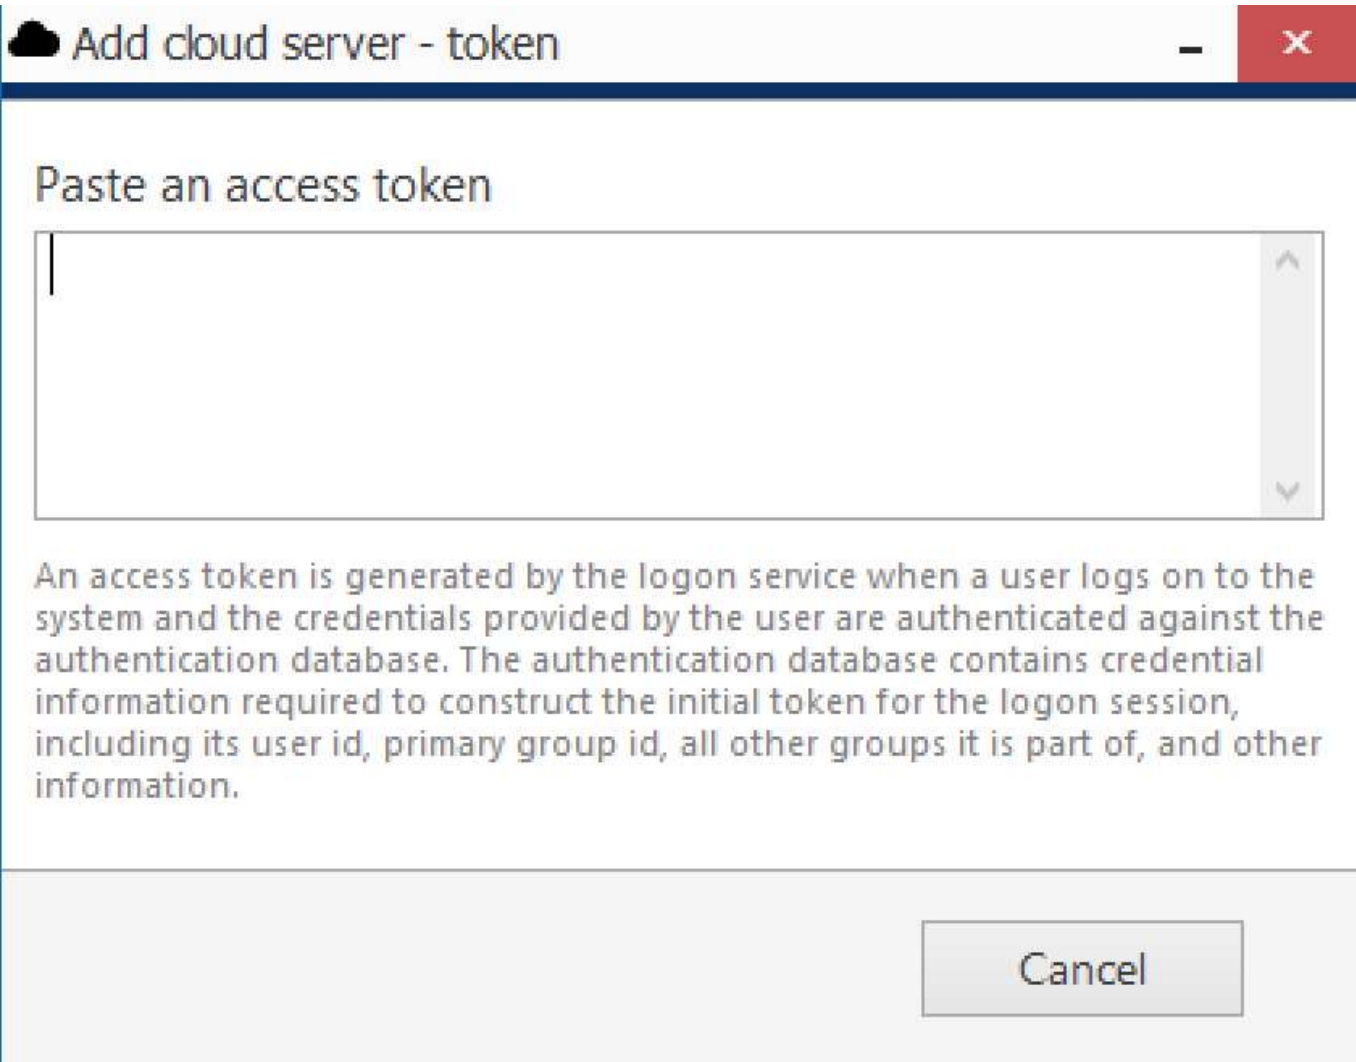 Add cloud server - token
Paste an access token
An access token is generated by the logon service when a user logs on to the
system and the credentials provided by the user are authenticated against the
authentication database. The authentication database contains credential
information required to construct the initial token for the logon session,
including its user id, primary group id, all other groups it is part of, and other
information.
Cancel